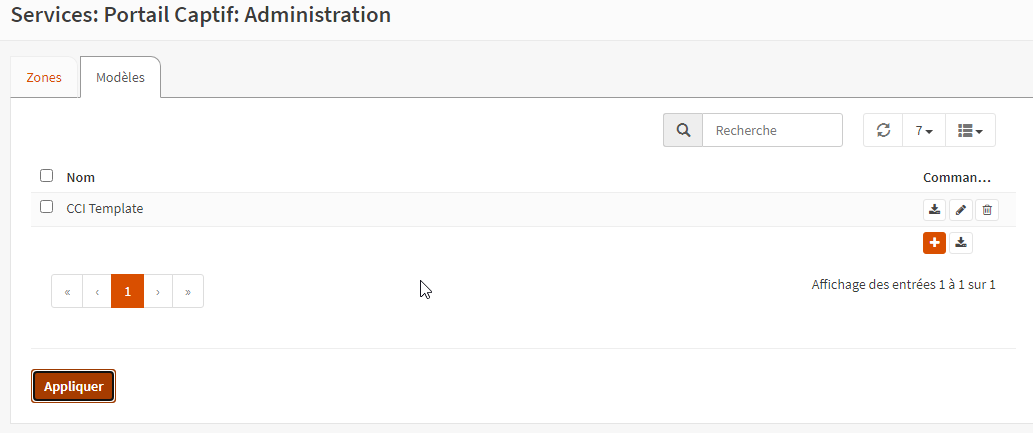 Services: Portail Captif: Administration
Zones
Modèles
Recherche
7
Nom
Comman...
CCI Template
« ‹ 1 › »
Affichage des entrées 1 à 1 sur 1
Appliquer